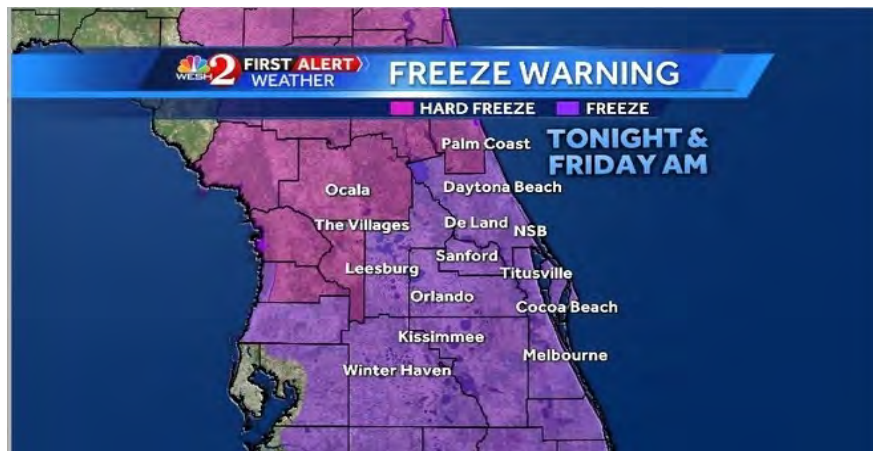 WESH 2 FIRST ALERT
WEATHER
FREEZE WARNING
HARD FREEZE
FREEZE
TONIGHT &
FRIDAY AM
Palm Coast
Ocala
Daytona Beach
The Villages
De Land
NSB
Sanford
Leesburg
Titusville
Orlando
Cocoa Beach
Kissimmee
Melbourne
Winter Haven